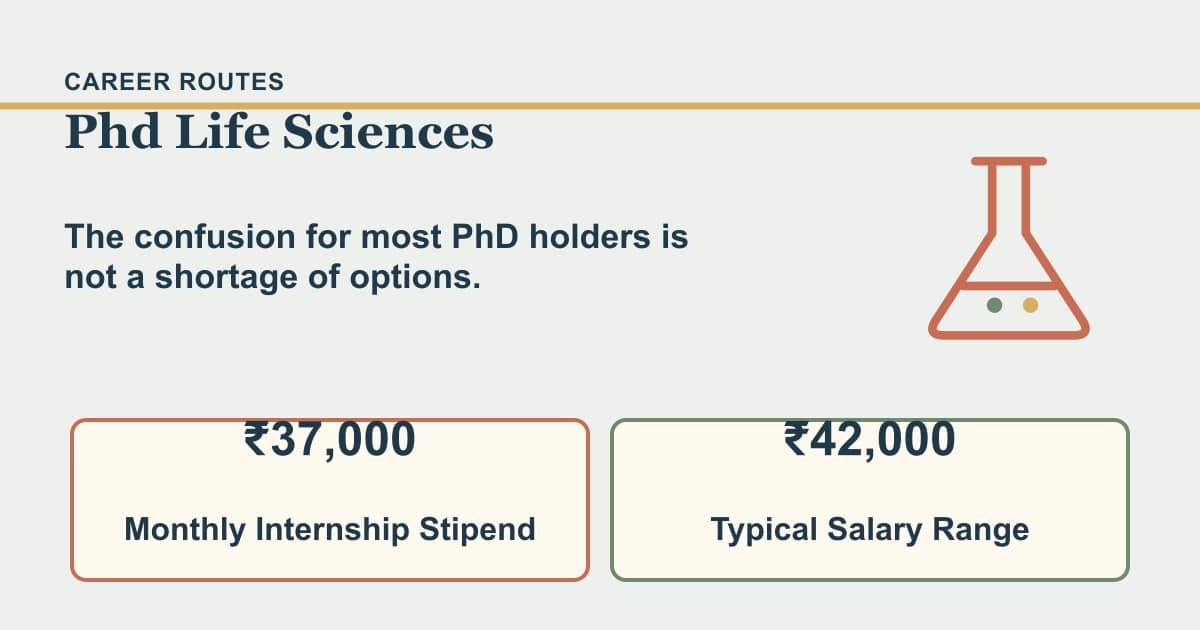 CAREER ROUTES
Phd Life Sciences
The confusion for most PhD holders is
not a shortage of options.
₹37,000
Monthly Internship Stipend
₹42,000
Typical Salary Range